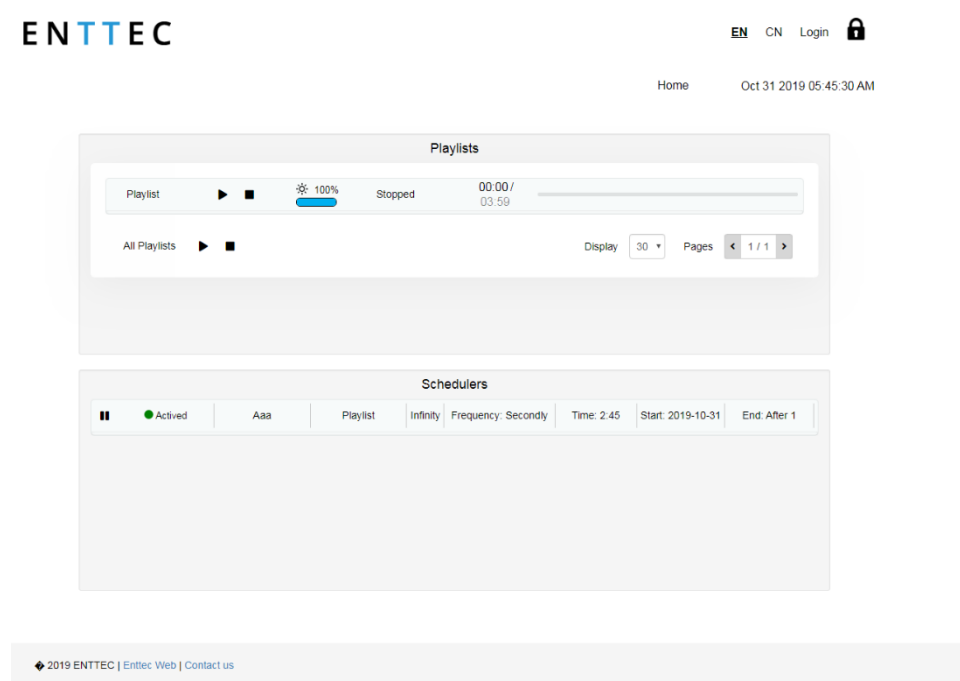 ENTTEC
EN CN Login
Home Oct 31 2019 05:45:30 AM
Playlists
Playlist 100% Stopped 00:00 /
03:59
All Playlists Display 30 Pages 1 / 1
Schedulers
Actived Aaa Playlist Infinity Frequency: Secondly Time: 2:45 Start: 2019-10-31 End: After 1
� 2019 ENTTEC | Enttec Web | Contact us